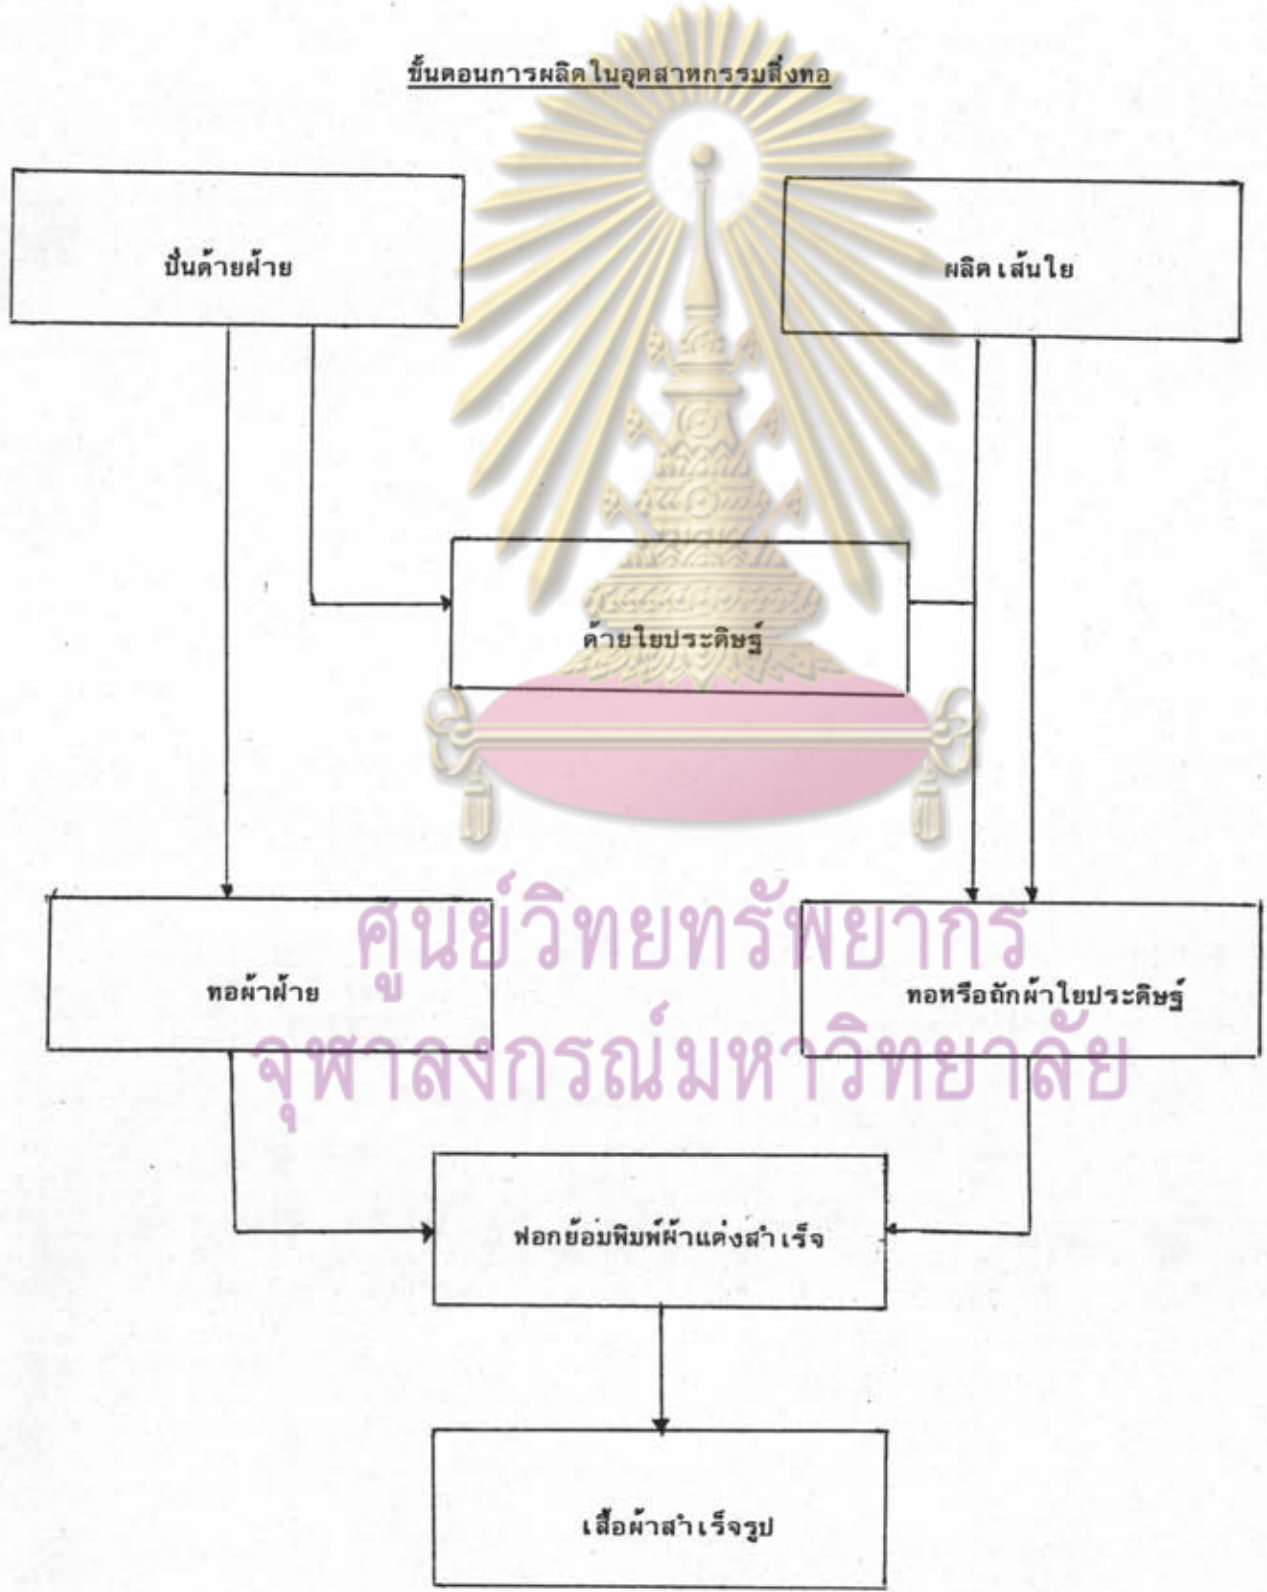 ขั้นตอนการผลิตในอุตสาหกรรมสิ่งทอ
ปั่นด้ายฝ้าย
ผลิตเส้นใย
ด้ายใยประดิษฐ์
ศูนย์วิทยทรัพยากร
ทอผ้าฝ้าย
ทอหรือถักผ้าใยประดิษฐ์
จุฬาลงกรณ์มหาวิทยาลัย
ฟอกย้อมพิมพ์ผ้าแต่งสำเร็จ
เสื้อผ้าสำเร็จรูป